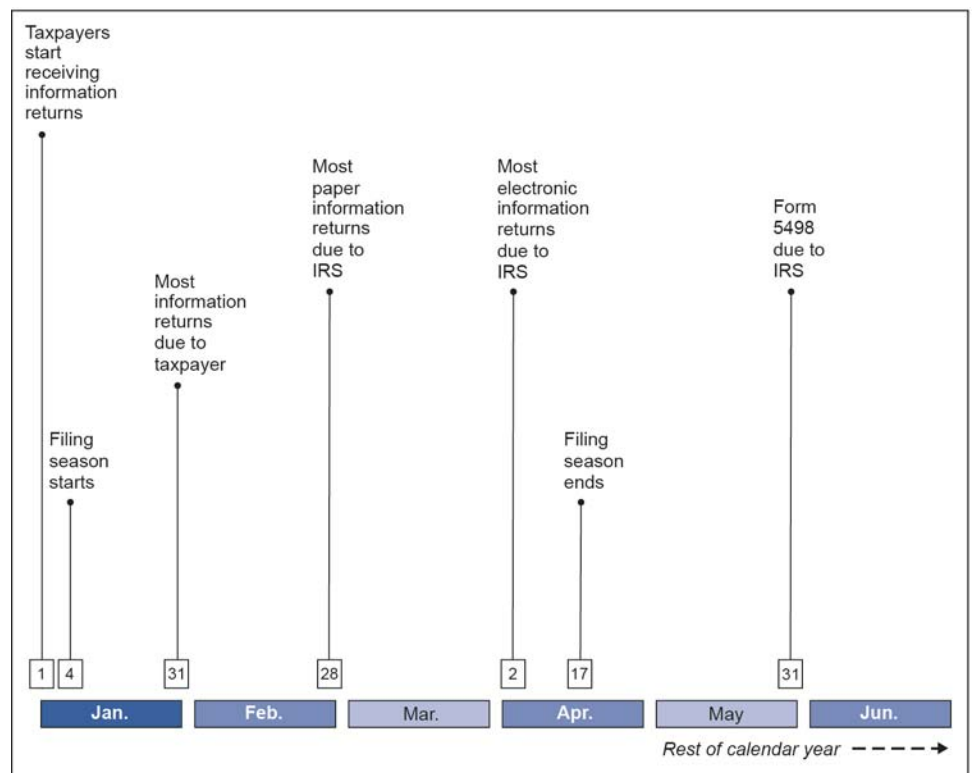 Taxpayers
start
receiving
information
returns
Filing
season
starts
Most
information
returns
due to
taxpayer
Most
paper
information
returns
due to
IRS
Most
electronic
information
returns
due to
IRS
Filing
season
ends
Form
5498
due to
IRS
1 4 31 28 2 17 31
Jan. Feb. Mar. Apr. May Jun.
Rest of calendar year